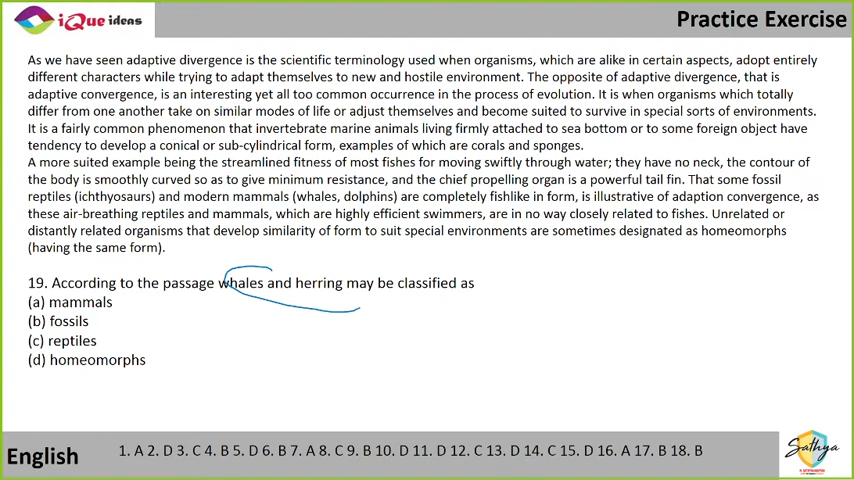 iQue ideas
Practice Exercise
As we have seen adaptive divergence is the scientific terminology used when organisms, which are alike in certain aspects, adopt entirely
different characters while trying to adapt themselves to new and hostile environment. The opposite of adaptive divergence, that is
adaptive convergence, is an interesting yet all too common occurrence in the process of evolution. It is when organisms which totally
differ from one another take on similar modes of life or adjust themselves and become suited to survive in special sorts of environments.
It is a fairly common phenomenon that invertebrate marine animals living firmly attached to sea bottom or to some foreign object have
tendency to develop a conical or sub-cylindrical form, examples of which are corals and sponges.
A more suited example being the streamlined fitness of most fishes for moving swiftly through water; they have no neck, the contour of
the body is smoothly curved so as to give minimum resistance, and the chief propelling organ is a powerful tail fin. That some fossil
reptiles (ichthyosaurs) and modern mammals (whales, dolphins) are completely fishlike in form, is illustrative of adaption convergence, as
these air-breathing reptiles and mammals, which are highly efficient swimmers, are in no way closely related to fishes. Unrelated or
distantly related organisms that develop similarity of form to suit special environments are sometimes designated as homeomorphs
(having the same form).
19. According to the passage whales and herring may be classified as
(a) mammals
(b) fossils
(c) reptiles
(d) homeomorphs
English
1. A 2. D 3. C 4. B 5. D 6. B 7. A 8. C 9. B 10. D 11. D 12. C 13. D 14. C 15. D 16. A 17. B 18. B
Sathya